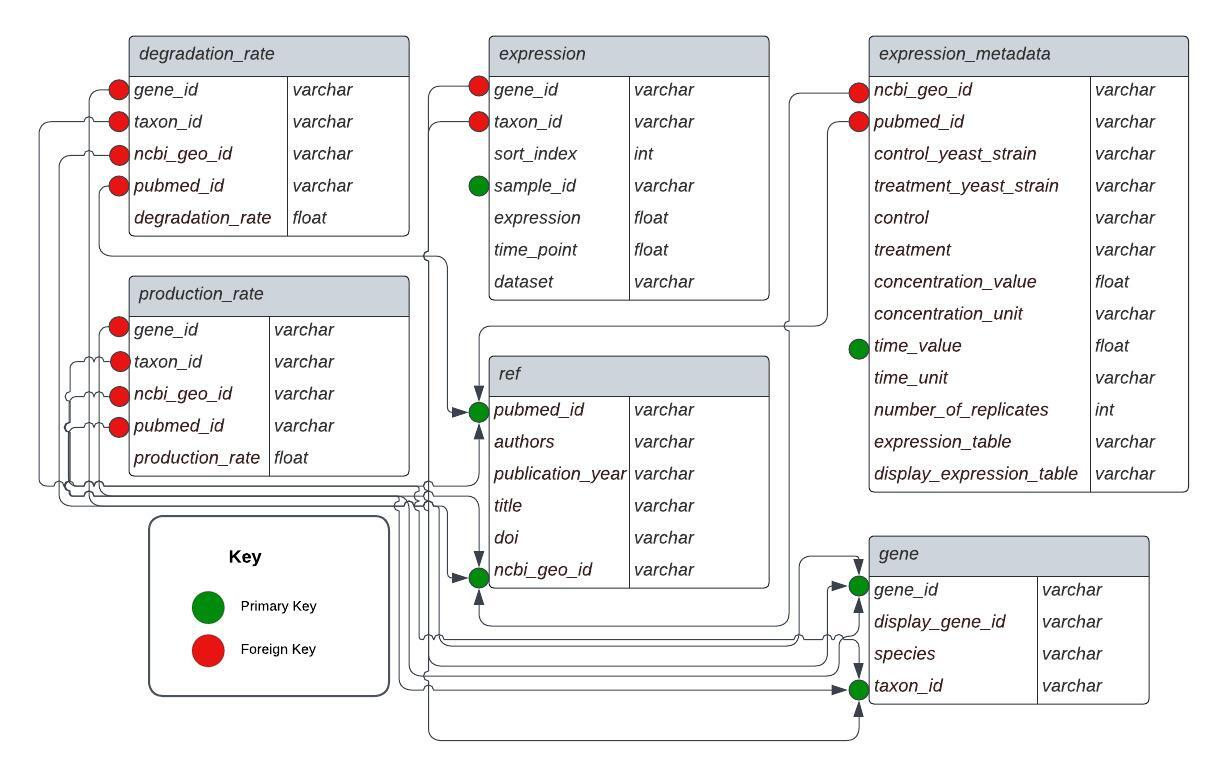 degradation_rate
gene_id varchar
taxon_id varchar
ncbi_geo_id varchar
pubmed_id varchar
degradation_rate float
production_rate
gene_id varchar
taxon_id varchar
ncbi_geo_id varchar
pubmed_id varchar
production_rate float
Key
Primary Key
Foreign Key
expression
gene_id varchar
taxon_id varchar
sort_index int
sample_id varchar
expression float
time_point float
dataset varchar
ref
pubmed_id varchar
authors varchar
publication_year varchar
title varchar
doi varchar
ncbi_geo_id varchar
expression_metadata
ncbi_geo_id varchar
pubmed_id varchar
control_yeast_strain varchar
treatment_yeast_strain varchar
control varchar
treatment varchar
concentration_value float
concentration_unit varchar
time_value float
time_unit varchar
number_of_replicates int
expression_table varchar
display_expression_table varchar
gene
gene_id varchar
display_gene_id varchar
species varchar
taxon_id varchar